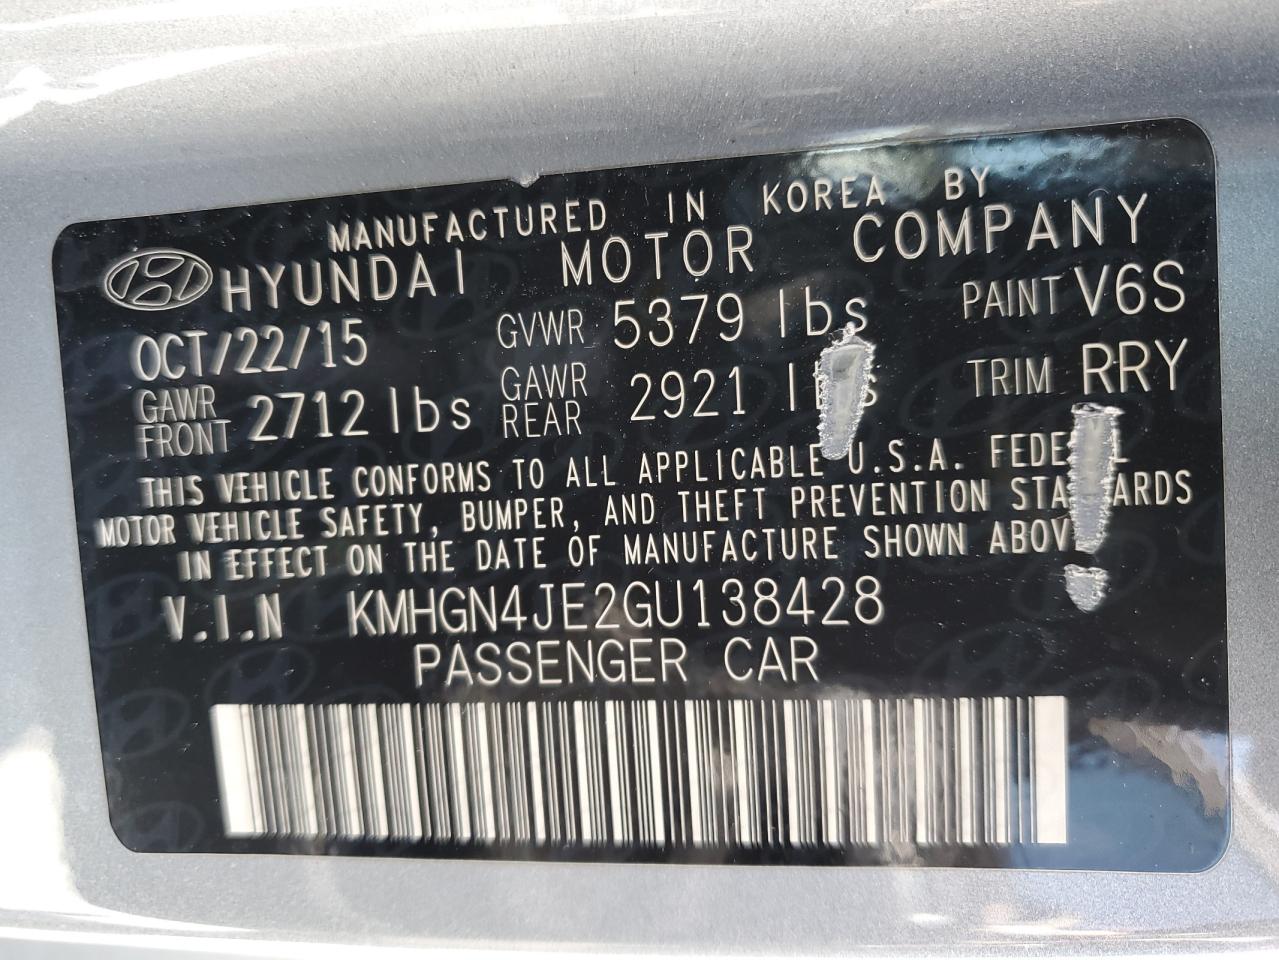 MANUFACTURED IN KOREA BY
HYUNDAI MOTOR COMPANY
OCT/22/15 GVWR 5379 lbs PAINT V6S
GAWR FRONT 2712 lbs GAWR REAR 2921 TRIM RRY
THIS VEHICLE CONFORMS TO ALL APPLICABLE U.S.A.
MOTOR VEHICLE SAFETY, BUMPER, AND THEFT PREVENTION
IN EFFECT ON THE DATE OF MANUFACTURE SHOWN
V.I.N KMHGN4JE2GU138428
PASSENGER CAR